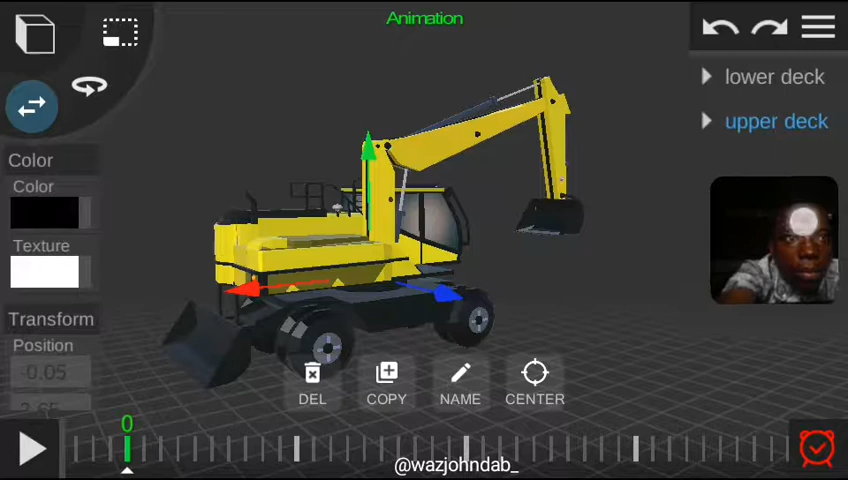 Animation
lower deck
upper deck
Color
Color
Texture
Transform
Position
-0.05
DEL
COPY
NAME
CENTER
0
@wazjohndab_